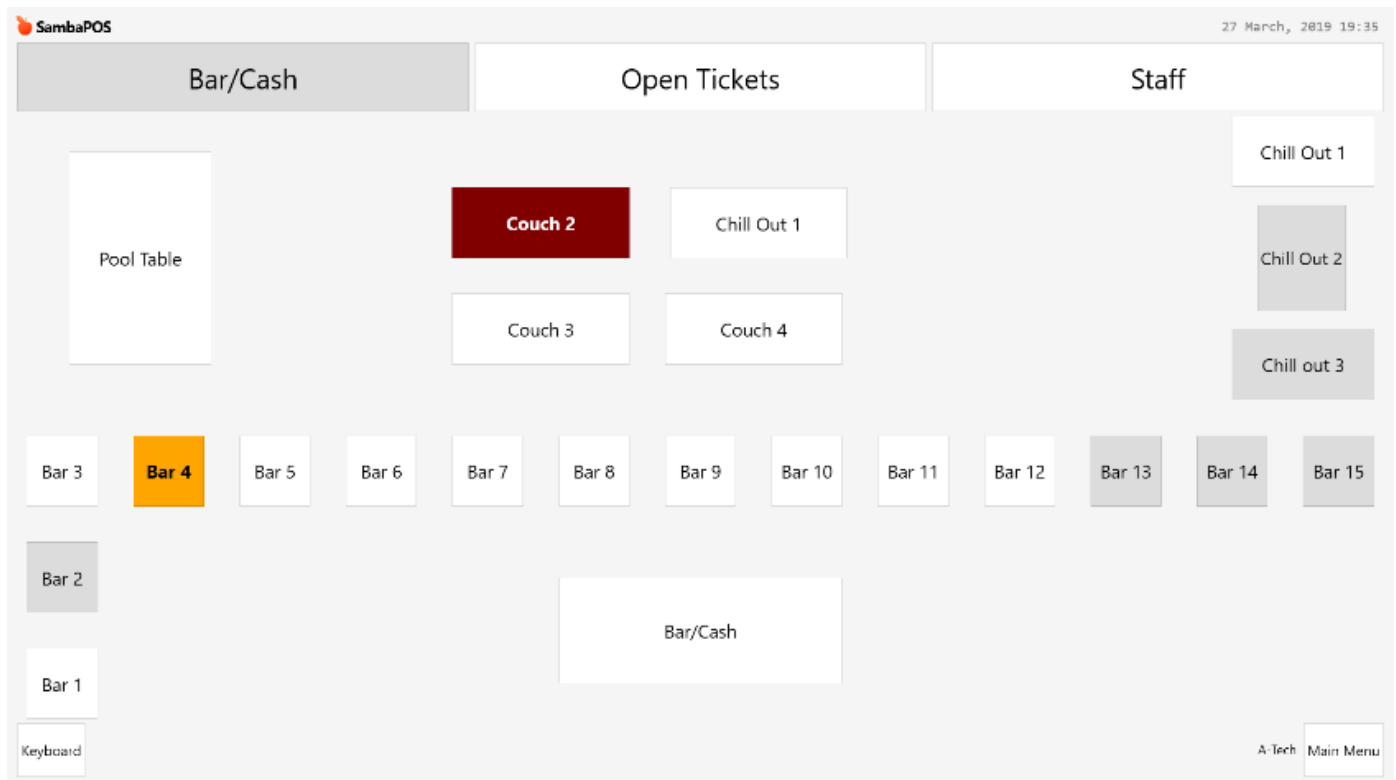 SambaPOS
27 March, 2019 19:35
Bar/Cash
Open Tickets
Staff
Chill Out 1
Pool Table
Couch 2
Chill Out 1
Chill Out 2
Couch 3
Couch 4
Chill out 3
Bar 3
Bar 4
Bar 5
Bar 6
Bar 7
Bar 8
Bar 9
Bar 10
Bar 11
Bar 12
Bar 13
Bar 14
Bar 15
Bar 2
Bar/Cash
Bar 1
Keyboard
A-Tech
Main Menu